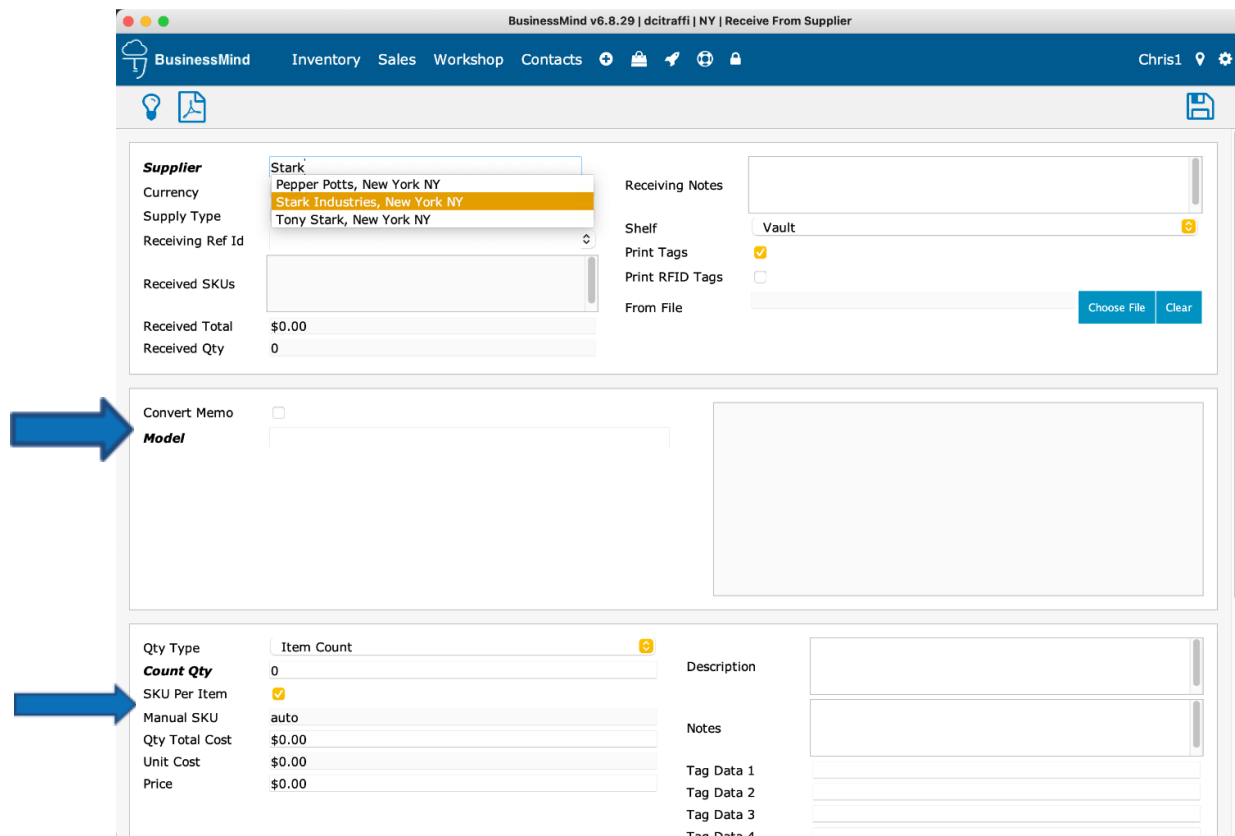 BusinessMind v6.8.29 | dcitraffi | NY | Receive From Supplier
BusinessMind Inventory Sales Workshop Contacts Chris1
Supplier Stark
Pepper Potts, New York NY
Stark Industries, New York NY
Tony Stark, New York NY
Currency
Supply Type
Receiving Ref Id
Received SKUs
Received Total $0.00
Received Qty 0
Receiving Notes
Shelf Vault
Print Tags
Print RFID Tags
From File Choose File Clear
Convert Memo
Model
Qty Type Item Count
Count Qty 0
SKU Per Item
Manual SKU auto
Qty Total Cost $0.00
Unit Cost $0.00
Price $0.00
Description
Notes
Tag Data 1
Tag Data 2
Tag Data 3
Tag Data 4